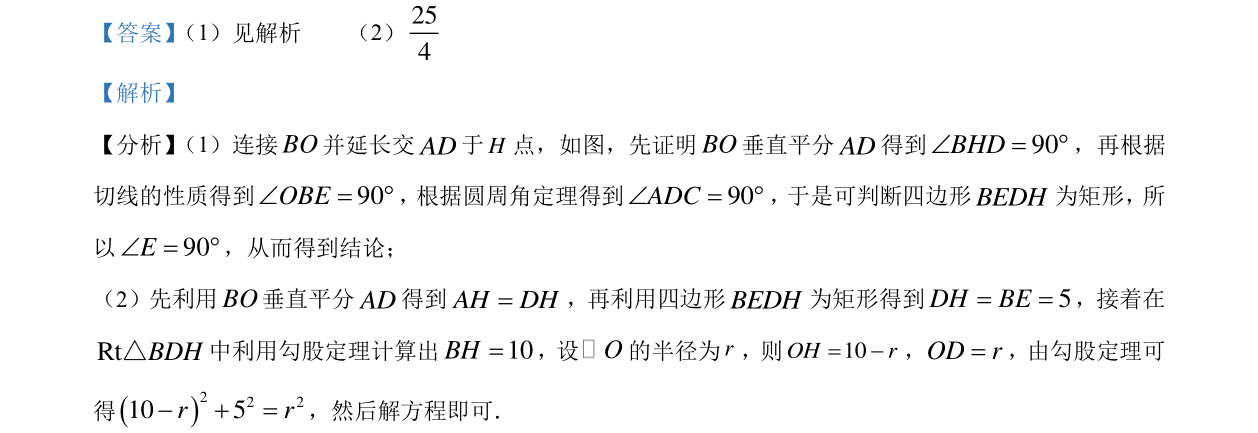 【答案】（1）见解析 （2）25/4
【解析】
【分析】（1）连接BO并延长交AD于H点，如图，先证明BO垂直平分AD得到∠BHD=90°，再根据
切线的性质得到∠OBE=90°，根据圆周角定理得到∠ADC=90°，于是可判断四边形BEDH为矩形，所
以∠E=90°，从而得到结论；
（2）先利用BO垂直平分AD得到AH=DH，再利用四边形BEDH为矩形得到DH=BE=5，接着在
Rt△BDH中利用勾股定理计算出BH=10，设□O的半径为r，则OH=10−r，OD=r，由勾股定理可
得(10−r)²+5²=r²，然后解方程即可．